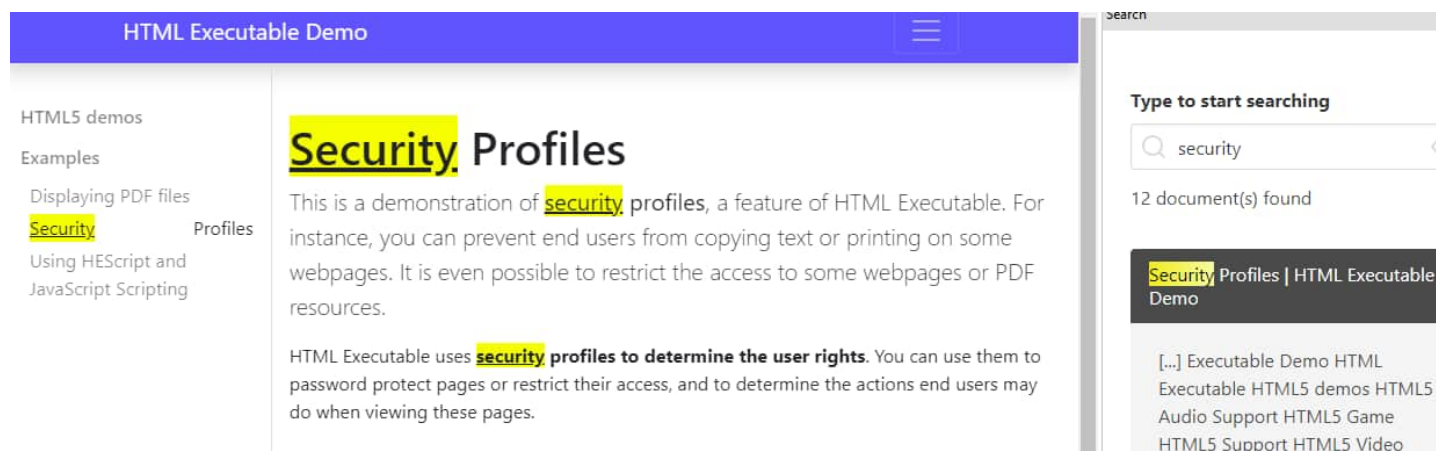 HTML Executable Demo
HTML5 demos
Examples
Displaying PDF files
Security Profiles
Using HEScript and
JavaScript Scripting
Security Profiles
This is a demonstration of security profiles, a feature of HTML Executable. For
instance, you can prevent end users from copying text or printing on some
webpages. It is even possible to restrict the access to some webpages or PDF
resources.
HTML Executable uses security profiles to determine the user rights. You can use them to
password protect pages or restrict their access, and to determine the actions end users may
do when viewing these pages.
Search
Type to start searching
security
12 document(s) found
Security Profiles | HTML Executable
Demo
[...] Executable Demo HTML
Executable HTML5 demos HTML5
Audio Support HTML5 Game
HTML5 Support HTML5 Video